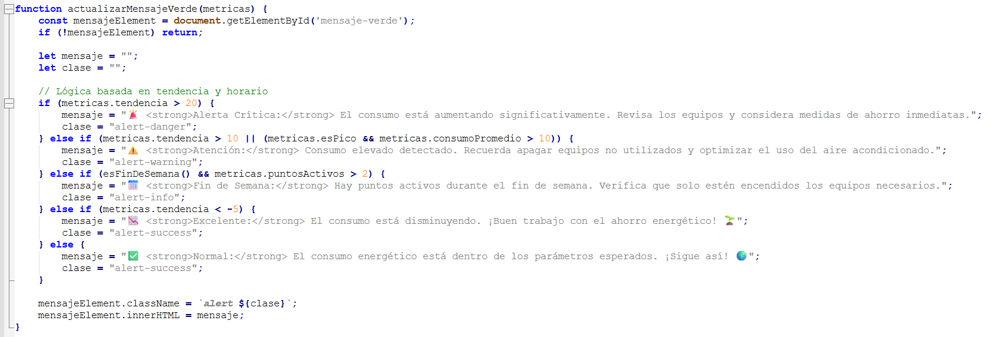 function actualizarMensajeVerde(metricas) {
    const mensajeElement = document.getElementById('mensaje-verde');
    if (!mensajeElement) return;

    let mensaje = "";
    let clase = "";

    // Lógica basada en tendencia y horario
    if (metricas.tendencia > 20) {
        mensaje = "🚨 <strong>Alerta Crítica:</strong> El consumo está aumentando significativamente. Revisa los equipos y considera medidas de ahorro inmediatas.";
        clase = "alert-danger";
    } else if (metricas.tendencia > 10 || (metricas.esPico && metricas.consumoPromedio > 10)) {
        mensaje = "⚠️ <strong>Atención:</strong> Consumo elevado detectado. Recuerda apagar equipos no utilizados y optimizar el uso del aire acondicionado.";
        clase = "alert-warning";
    } else if (esFinDeSemana() && metricas.puntosActivos > 2) {
        mensaje = "📅 <strong>Fin de Semana:</strong> Hay puntos activos durante el fin de semana. Verifica que solo estén encendidos los equipos necesarios.";
        clase = "alert-info";
    } else if (metricas.tendencia < -5) {
        mensaje = "📉 <strong>Excelente:</strong> El consumo está disminuyendo. ¡Buen trabajo con el ahorro energético! 🌱";
        clase = "alert-success";
    } else {
        mensaje = "✅ <strong>Normal:</strong> El consumo energético está dentro de los parámetros esperados. ¡Sigue así! 🌍";
        clase = "alert-success";
    }

    mensajeElement.className = `alert ${clase}`;
    mensajeElement.innerHTML = mensaje;
}